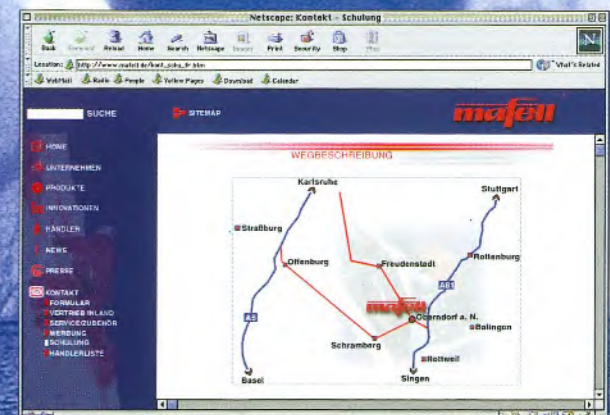 Netscape: Kontakt - Schulung
Back Forward Reload Home Search Netscape Images Print Security Stop
Location: http://www.mafell.de/
What's Related
WebMail Radio People Yellow Pages Download Calendar
SUCHE
SITEMAP
mafell
HOME
UNTERNEHMEN
PRODUKTE
INNOVATIONEN
HÄNDLER
NEWS
PRESSE
KONTAKT
FORMULAR
VERTRIEB INLAND
SERVICE/ZUBEHÖR
WERBUNG
SCHULUNG
HÄNDLERLISTE
WEGBESCHREIBUNG
Karlsruhe
Stuttgart
Straßburg
Offenburg
Freudenstadt
Rottenburg
A81
mafell
A5
Oberndorf a. N.
Balingen
Schramberg
Rottweil
Basel
Singen